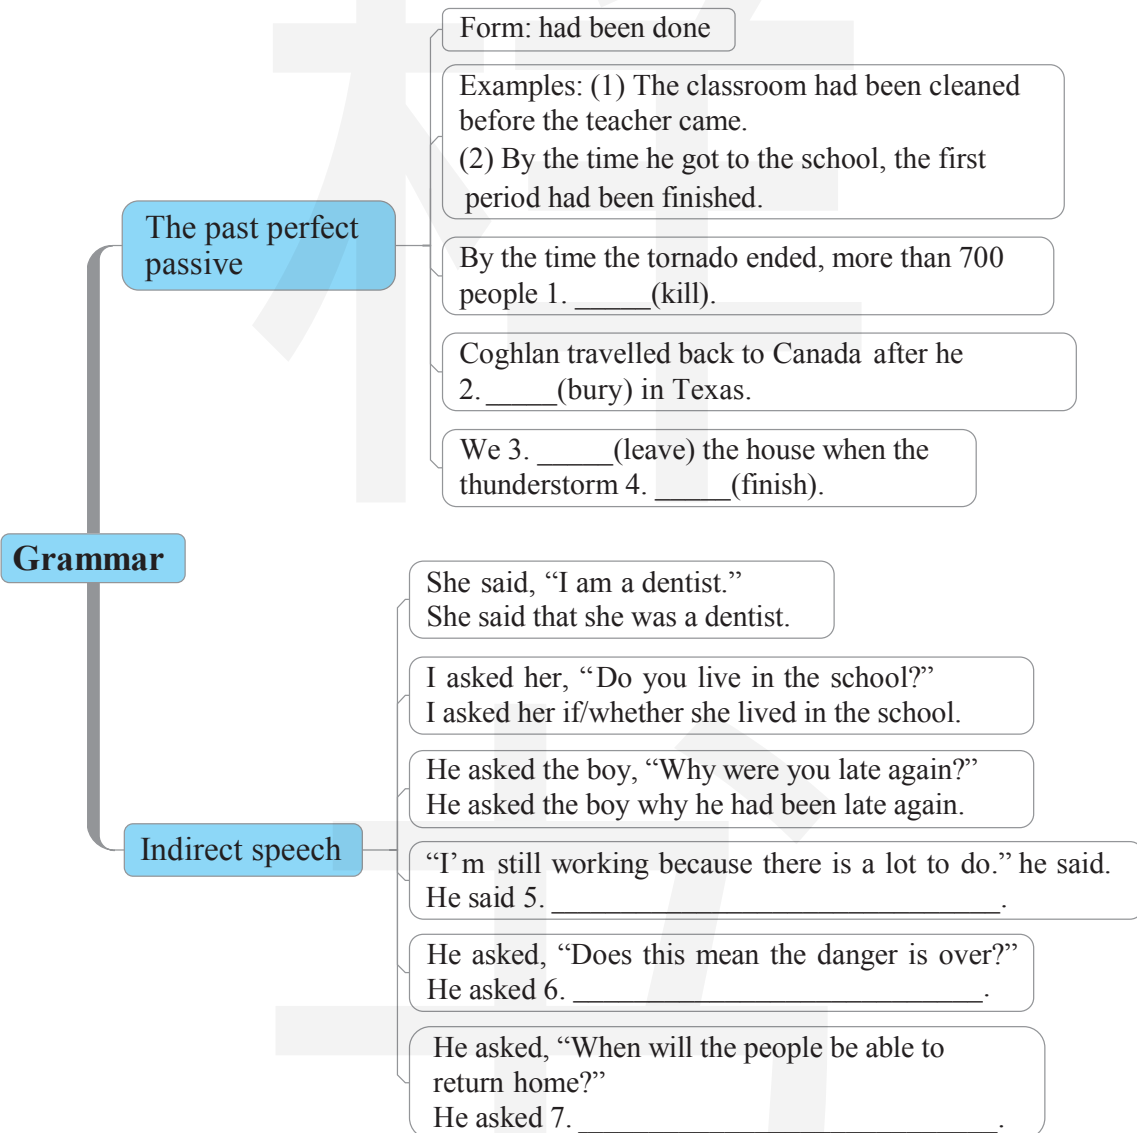 Form: had been done
Examples: (1) The classroom had been cleaned
before the teacher came.
(2) By the time he got to the school, the first
period had been finished.
The past perfect
passive
By the time the tornado ended, more than 700
people 1. _____(kill).
Coghlan travelled back to Canada after he
2. _____(bury) in Texas.
We 3. _____(leave) the house when the
thunderstorm 4. _____(finish).
Grammar
She said, “I am a dentist.”
She said that she was a dentist.
I asked her, “Do you live in the school?”
I asked her if/whether she lived in the school.
He asked the boy, “Why were you late again?”
He asked the boy why he had been late again.
Indirect speech
“I’m still working because there is a lot to do.” he said.
He said 5. ______________________________.
He asked, “Does this mean the danger is over?”
He asked 6. ___________________________.
He asked, “When will the people be able to
return home?”
He asked 7. ____________________________.